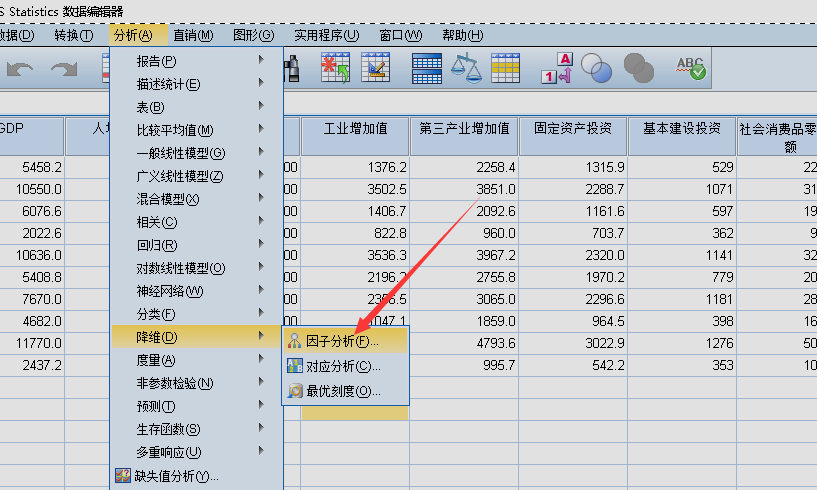 S Statistics 数据编辑器
数据(D) 转换(T) 分析(A) 直销(M) 图形(G) 实用程序(U) 窗口(W) 帮助(H)
报告(P)
描述统计(E)
表(B)
比较平均值(M)
一般线性模型(G)
广义线性模型(Z)
混合模型(X)
相关(C)
回归(R)
对数线性模型(O)
神经网络(W)
分类(F)
降维(D)
度量(A)
非参数检验(N)
预测(T)
生存函数(S)
多重响应(U)
缺失值分析(Y)...
因子分析(F)...
对应分析(C)...
最优刻度(O)...
A
1
ABC
GDP 人 工业增加值 第三产业增加值 固定资产投资 基本建设投资 社会消费品零
额
5458.2 00 1376.2 2258.4 1315.9 529 22
10550.0 00 3502.5 3851.0 2288.7 1071 31
6076.6 00 1406.7 2092.6 1161.6 597 19
2022.6 00 822.8 960.0 703.7 362 9
10636.0 00 3536.3 3967.2 2320.0 1141 32
5408.8 00 2196.2 2755.8 1970.2 779 20
7670.0 00 2356.5 3065.0 2296.6 1181 28
4682.0 00 1047.1 1859.0 964.5 398 16
11770.0 4793.6 3022.9 1276 50
2437.2 995.7 542.2 353 10